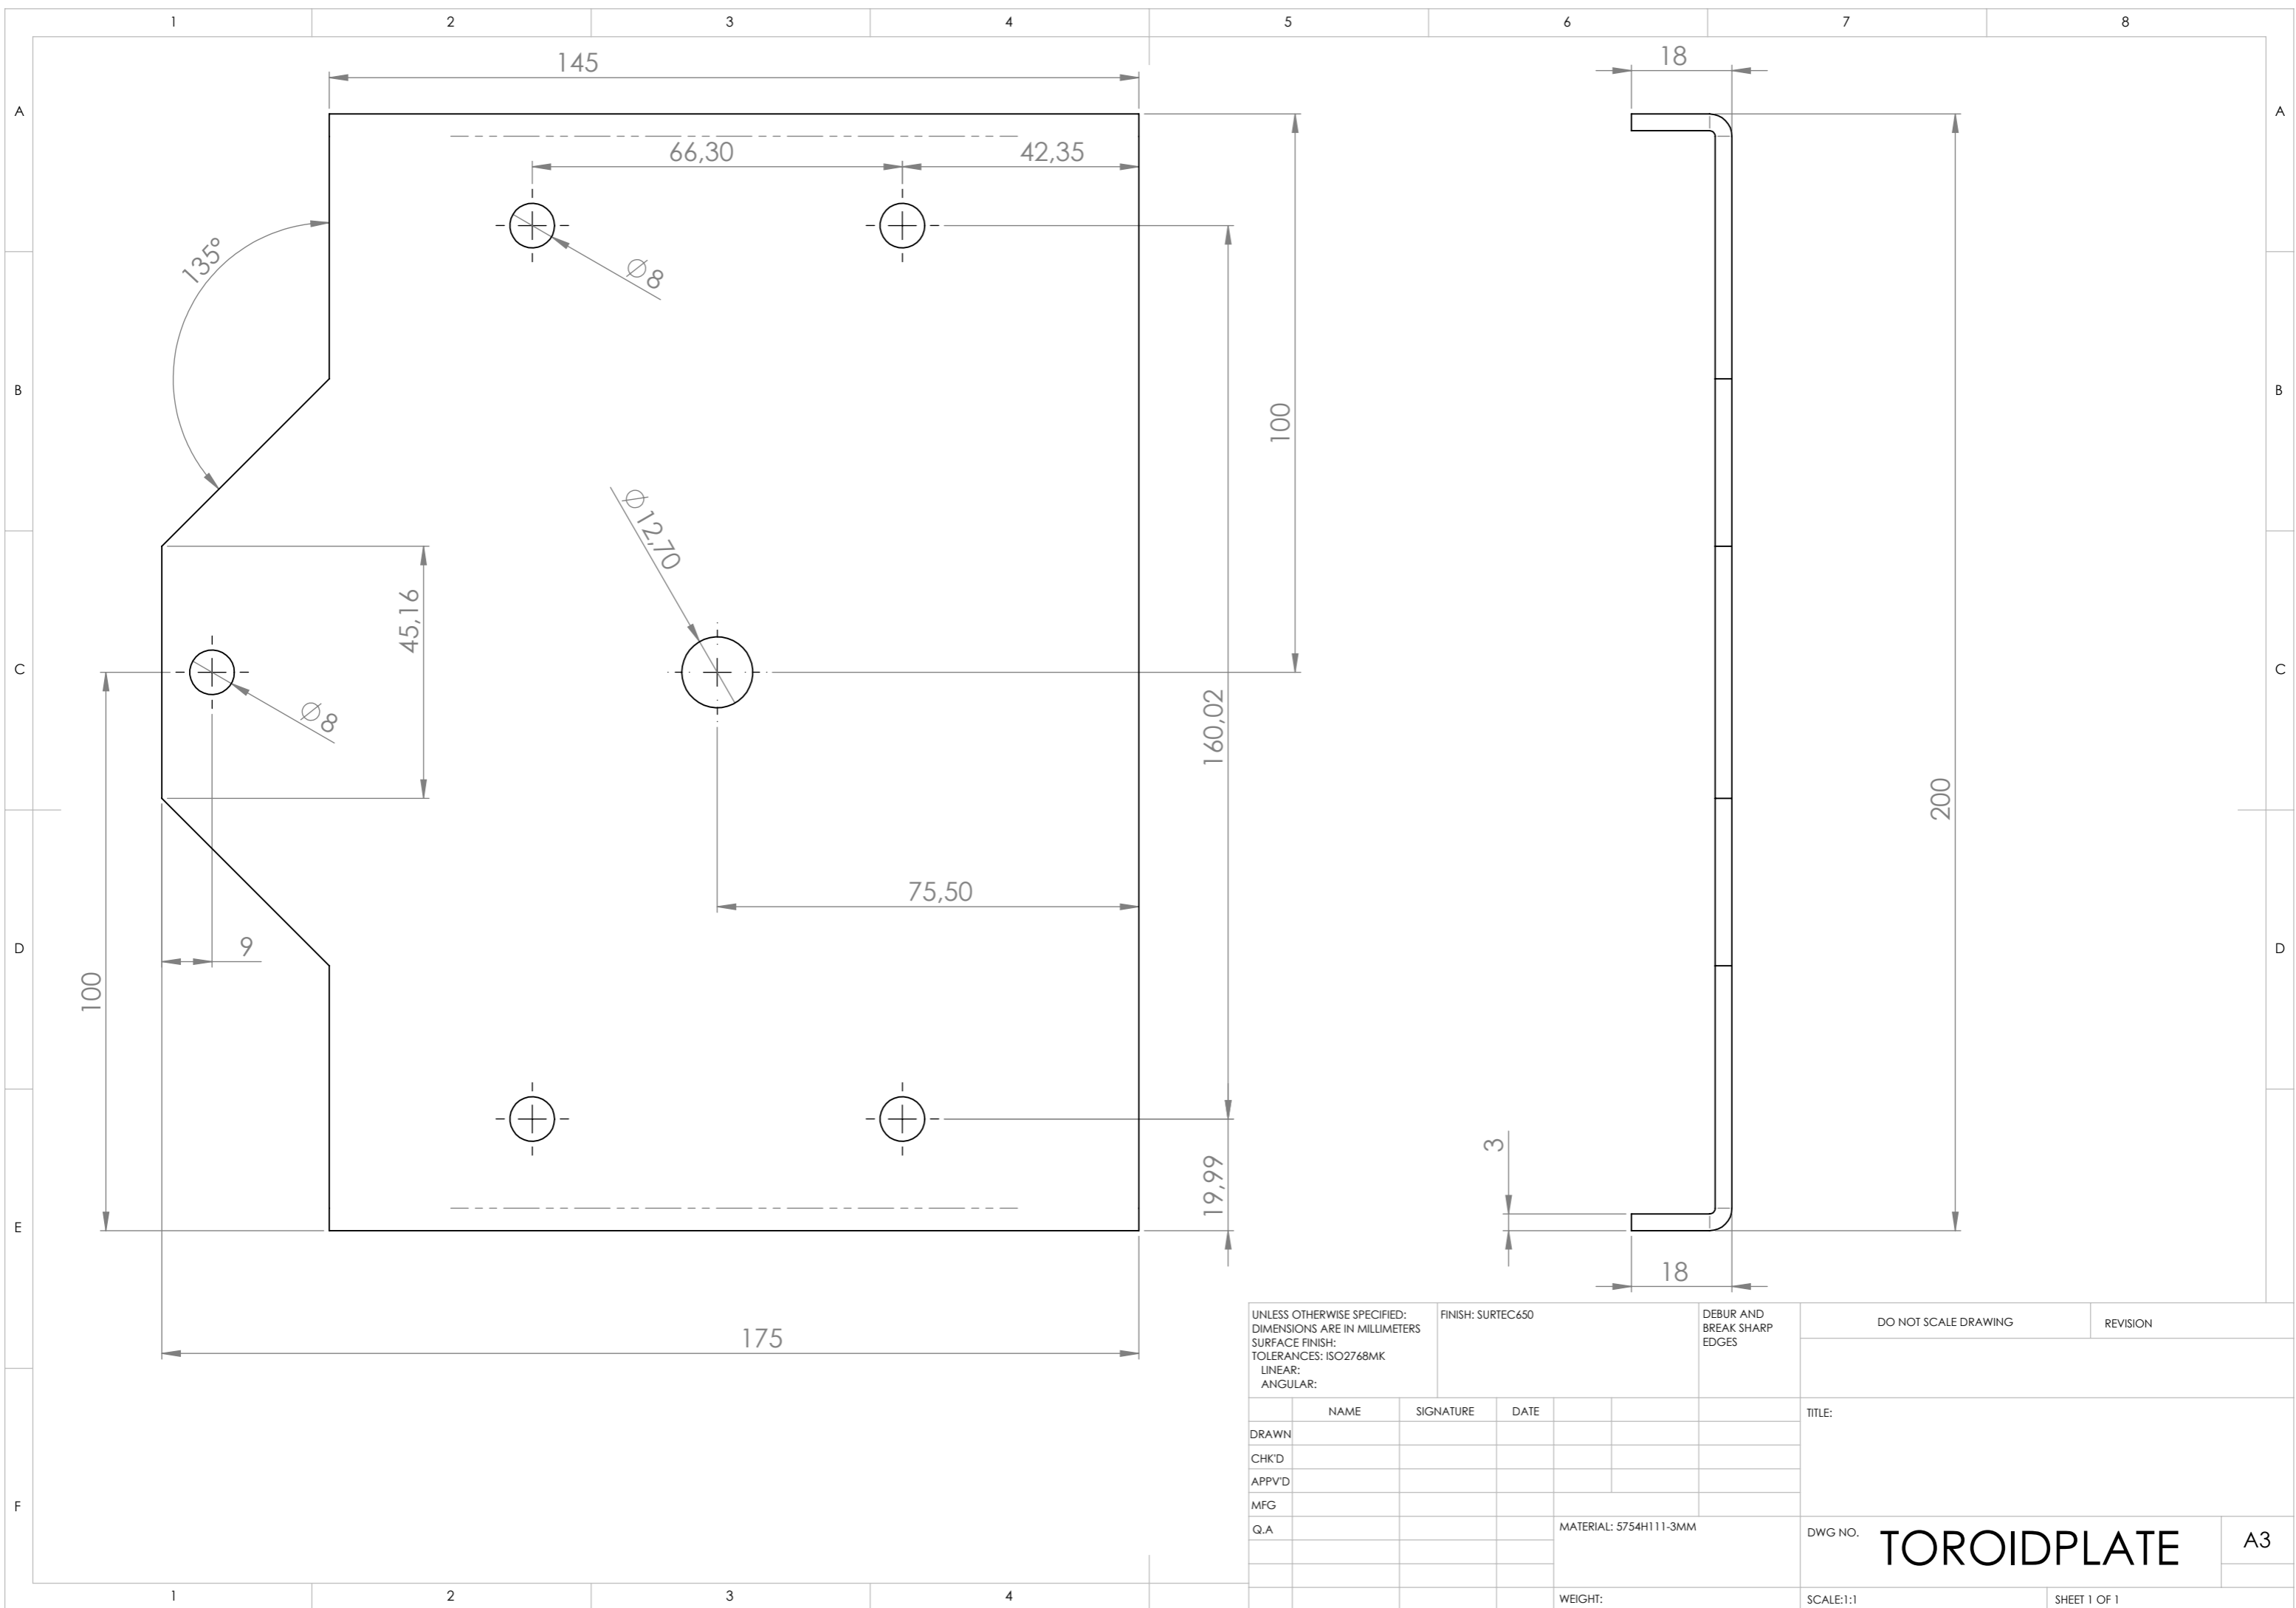 1 2 3 4 5 6 7 8
145
18
A A
66,30 42,35
135°
Ø8
B B
100
Ø12,70
45,16
C C
Ø8
160,02
200
75,50
9
D D
100
3
19,99
E E
18
175
UNLESS OTHERWISE SPECIFIED:
DIMENSIONS ARE IN MILLIMETERS
SURFACE FINISH:
TOLERANCES: ISO2768MK
LINEAR:
ANGULAR:
FINISH: SURTEC650
DEBUR AND
BREAK SHARP
EDGES
DO NOT SCALE DRAWING
REVISION
NAME SIGNATURE DATE
TITLE:
DRAWN
CHK'D
APPV'D
MFG
F
Q.A
MATERIAL: 5754H111-3MM
DWG NO.
TOROIDPLATE
A3
WEIGHT:
SCALE:1:1
SHEET 1 OF 1
1 2 3 4